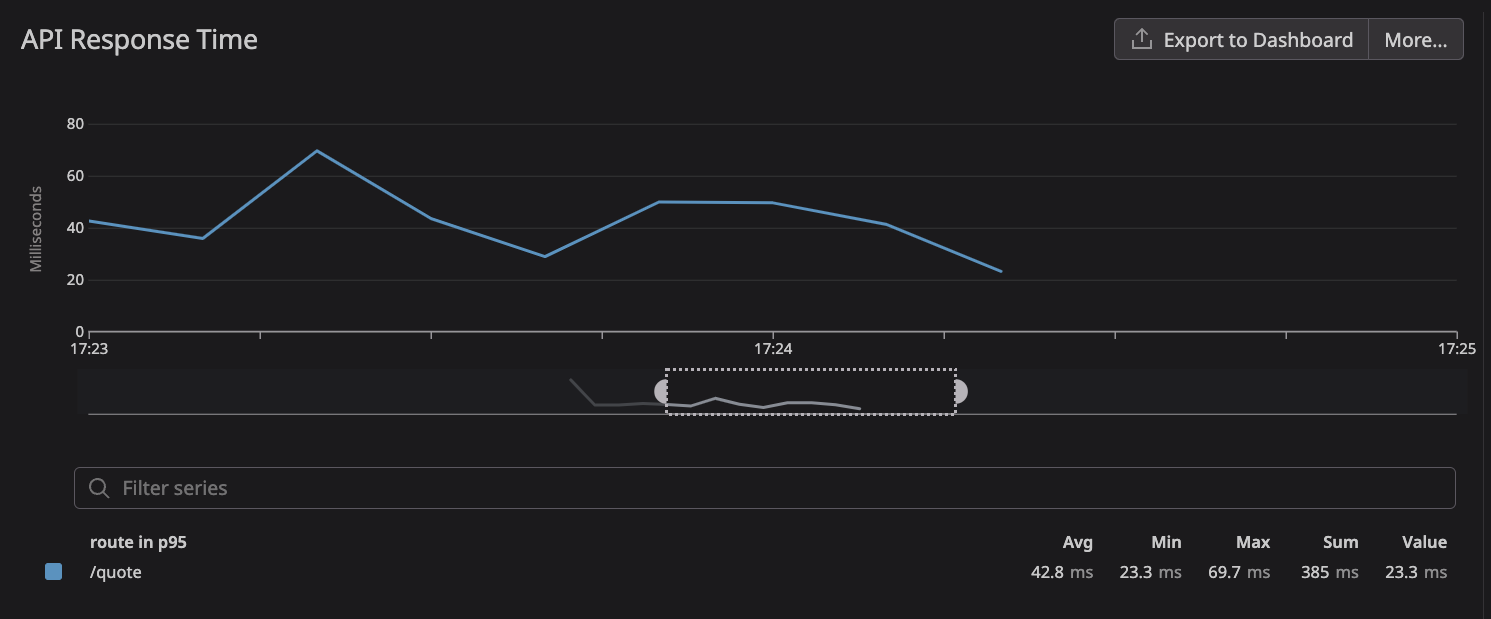 API Response Time
Export to Dashboard
More...
80
60
40
20
0
Milliseconds
17:23
17:24
17:25
Filter series
route in p95 Avg Min Max Sum Value
/quote 42.8 ms 23.3 ms 69.7 ms 385 ms 23.3 ms